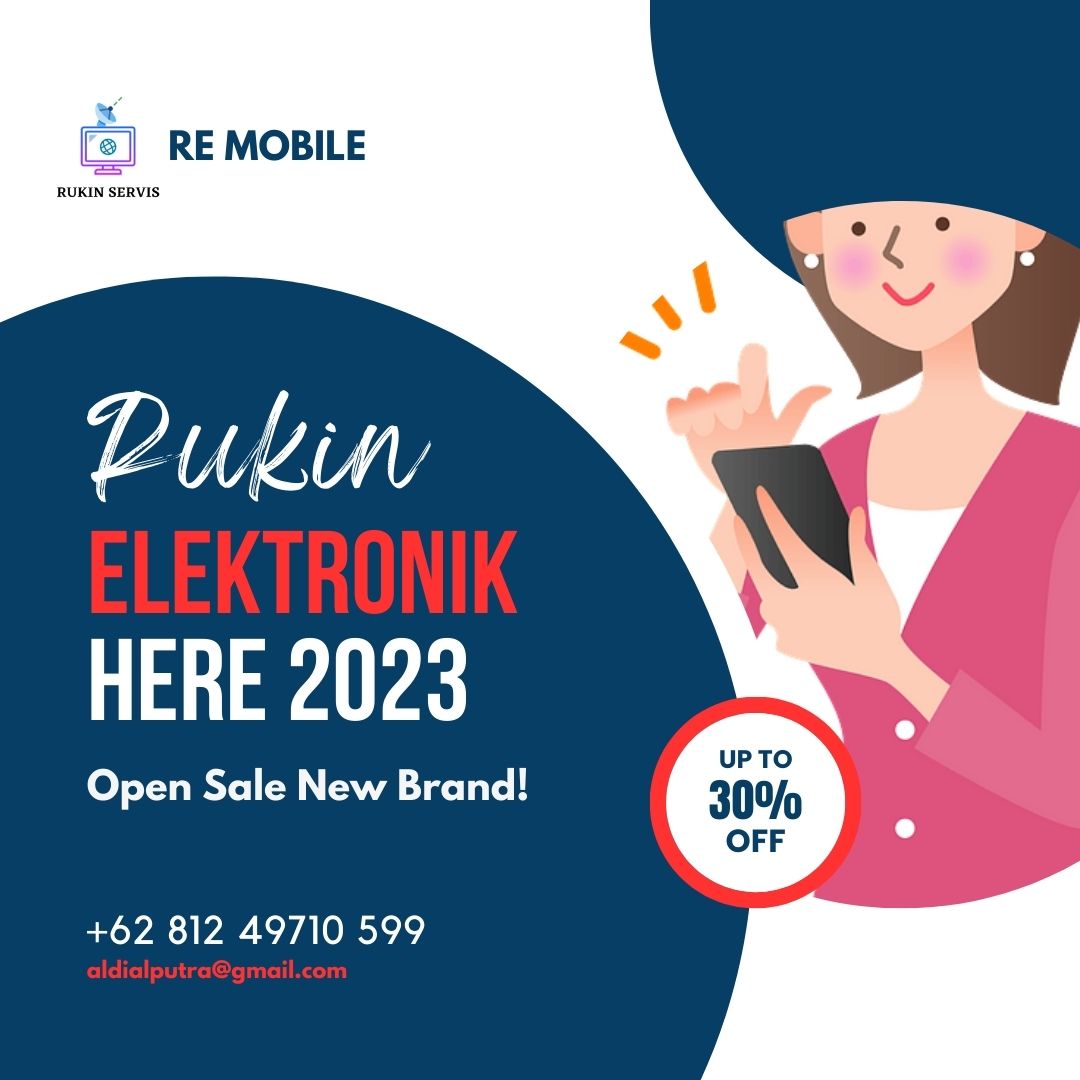 RE MOBILE
RUKIN SERVIS
Rukin
ELEKTRONIK
HERE 2023
Open Sale New Brand!
UP TO
30%
OFF
+62 812 49710 599
aldialputra@gmail.com